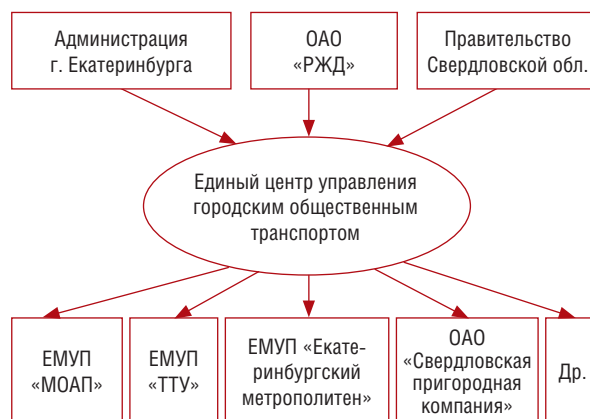 Администрация
г. Екатеринбурга
ОАО
«РЖД»
Правительство
Свердловской обл.
Единый центр управления
городским общественным
транспортом
ЕМУП
«МОАП»
ЕМУП
«ТТУ»
ЕМУП «Екате-
ринбургский
метрополитен»
ОАО
«Свердловская
пригородная
компания»
Др.